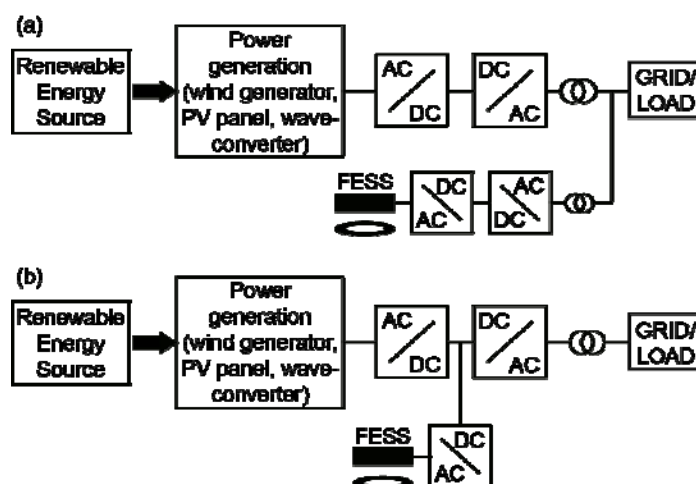 (a)
Renewable
Energy
Source
Power
generation
(wind generator,
PV panel, wave-
converter)
AC
DC
DC
AC
GRID/
LOAD
FESS
DC
AC
AC
DC
(b)
Renewable
Energy
Source
Power
generation
(wind generator,
PV panel, wave-
converter)
AC
DC
DC
AC
GRID/
LOAD
FESS
DC
AC